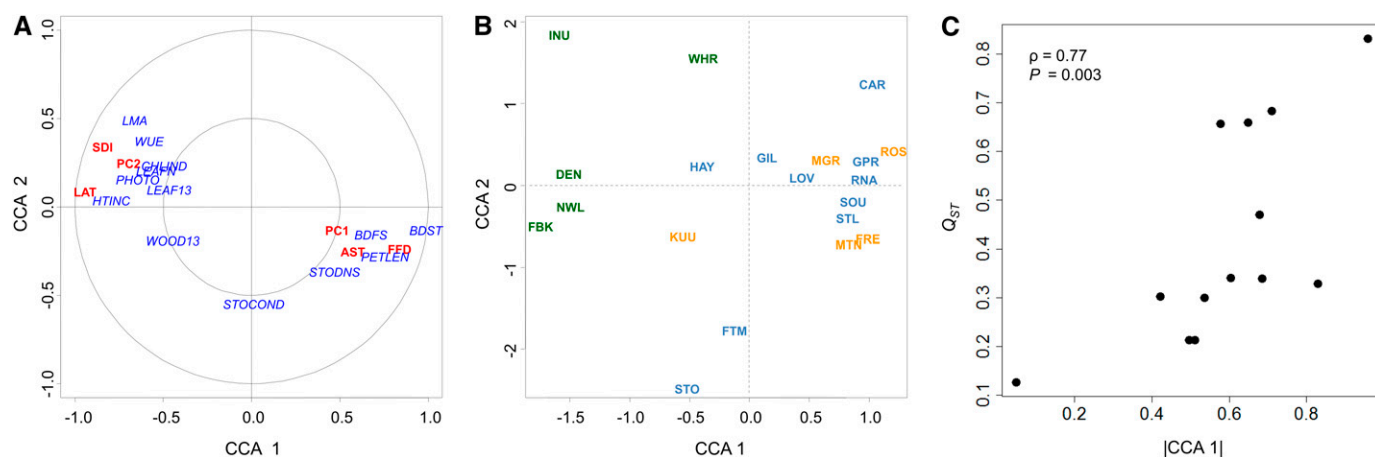 A
CCA 2
1.0
0.5
0.0
-0.5
-1.0
LMA
SDI
WUE
PC2
CHLIND
LEAFN
PHOTO
LEAF13
LAT
HTINC
WOOD13
PC1
BDFS
BDST
AST
FFD
PETLEN
STODNS
STOCOND
-1.0 -0.5 0.0 0.5 1.0
CCA 1
B
CCA 2
2
1
0
-1
-2
INU
WHR
CAR
ROS
MGR
GIL
GPR
HAY
DEN
LOV
RNA
NWL
SOU
FBK
STL
KUU
FRE
MTN
FTM
STO
-1.5 -1.0 -0.5 0.0 0.5 1.0
CCA 1
C
ρ = 0.77
P = 0.003
QST
0.8
0.7
0.6
0.5
0.4
0.3
0.2
0.1
0.2 0.4 0.6 0.8
|CCA 1|